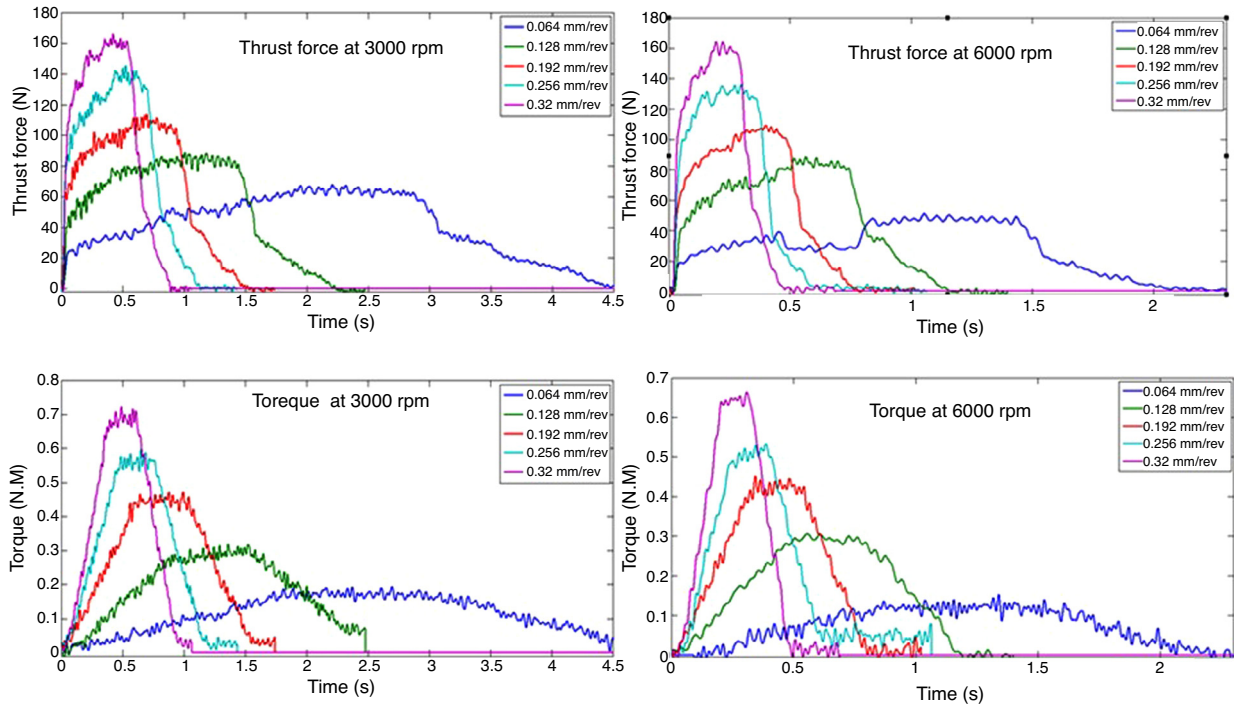 180
160
140
120
100
80
60
40
20
0
Thrust force (N)
Thrust force at 3000 rpm
0.064 mm/rev
0.128 mm/rev
0.192 mm/rev
0.256 mm/rev
0.32 mm/rev
0 0.5 1 1.5 2 2.5 3 3.5 4 4.5
Time (s)
180
160
140
120
100
80
60
40
20
0
Thrust force (N)
Thrust force at 6000 rpm
0.064 mm/rev
0.128 mm/rev
0.192 mm/rev
0.256 mm/rev
0.32 mm/rev
0 0.5 1 1.5 2
Time (s)
0.8
0.7
0.6
0.5
0.4
0.3
0.2
0.1
0
Torque (N.M)
Toreque at 3000 rpm
0.064 mm/rev
0.128 mm/rev
0.192 mm/rev
0.256 mm/rev
0.32 mm/rev
0 0.5 1 1.5 2 2.5 3 3.5 4 4.5
Time (s)
0.7
0.6
0.5
0.4
0.3
0.2
0.1
0
Torque (N.M)
Torque at 6000 rpm
0.064 mm/rev
0.128 mm/rev
0.192 mm/rev
0.256 mm/rev
0.32 mm/rev
0 0.5 1 1.5 2
Time (s)